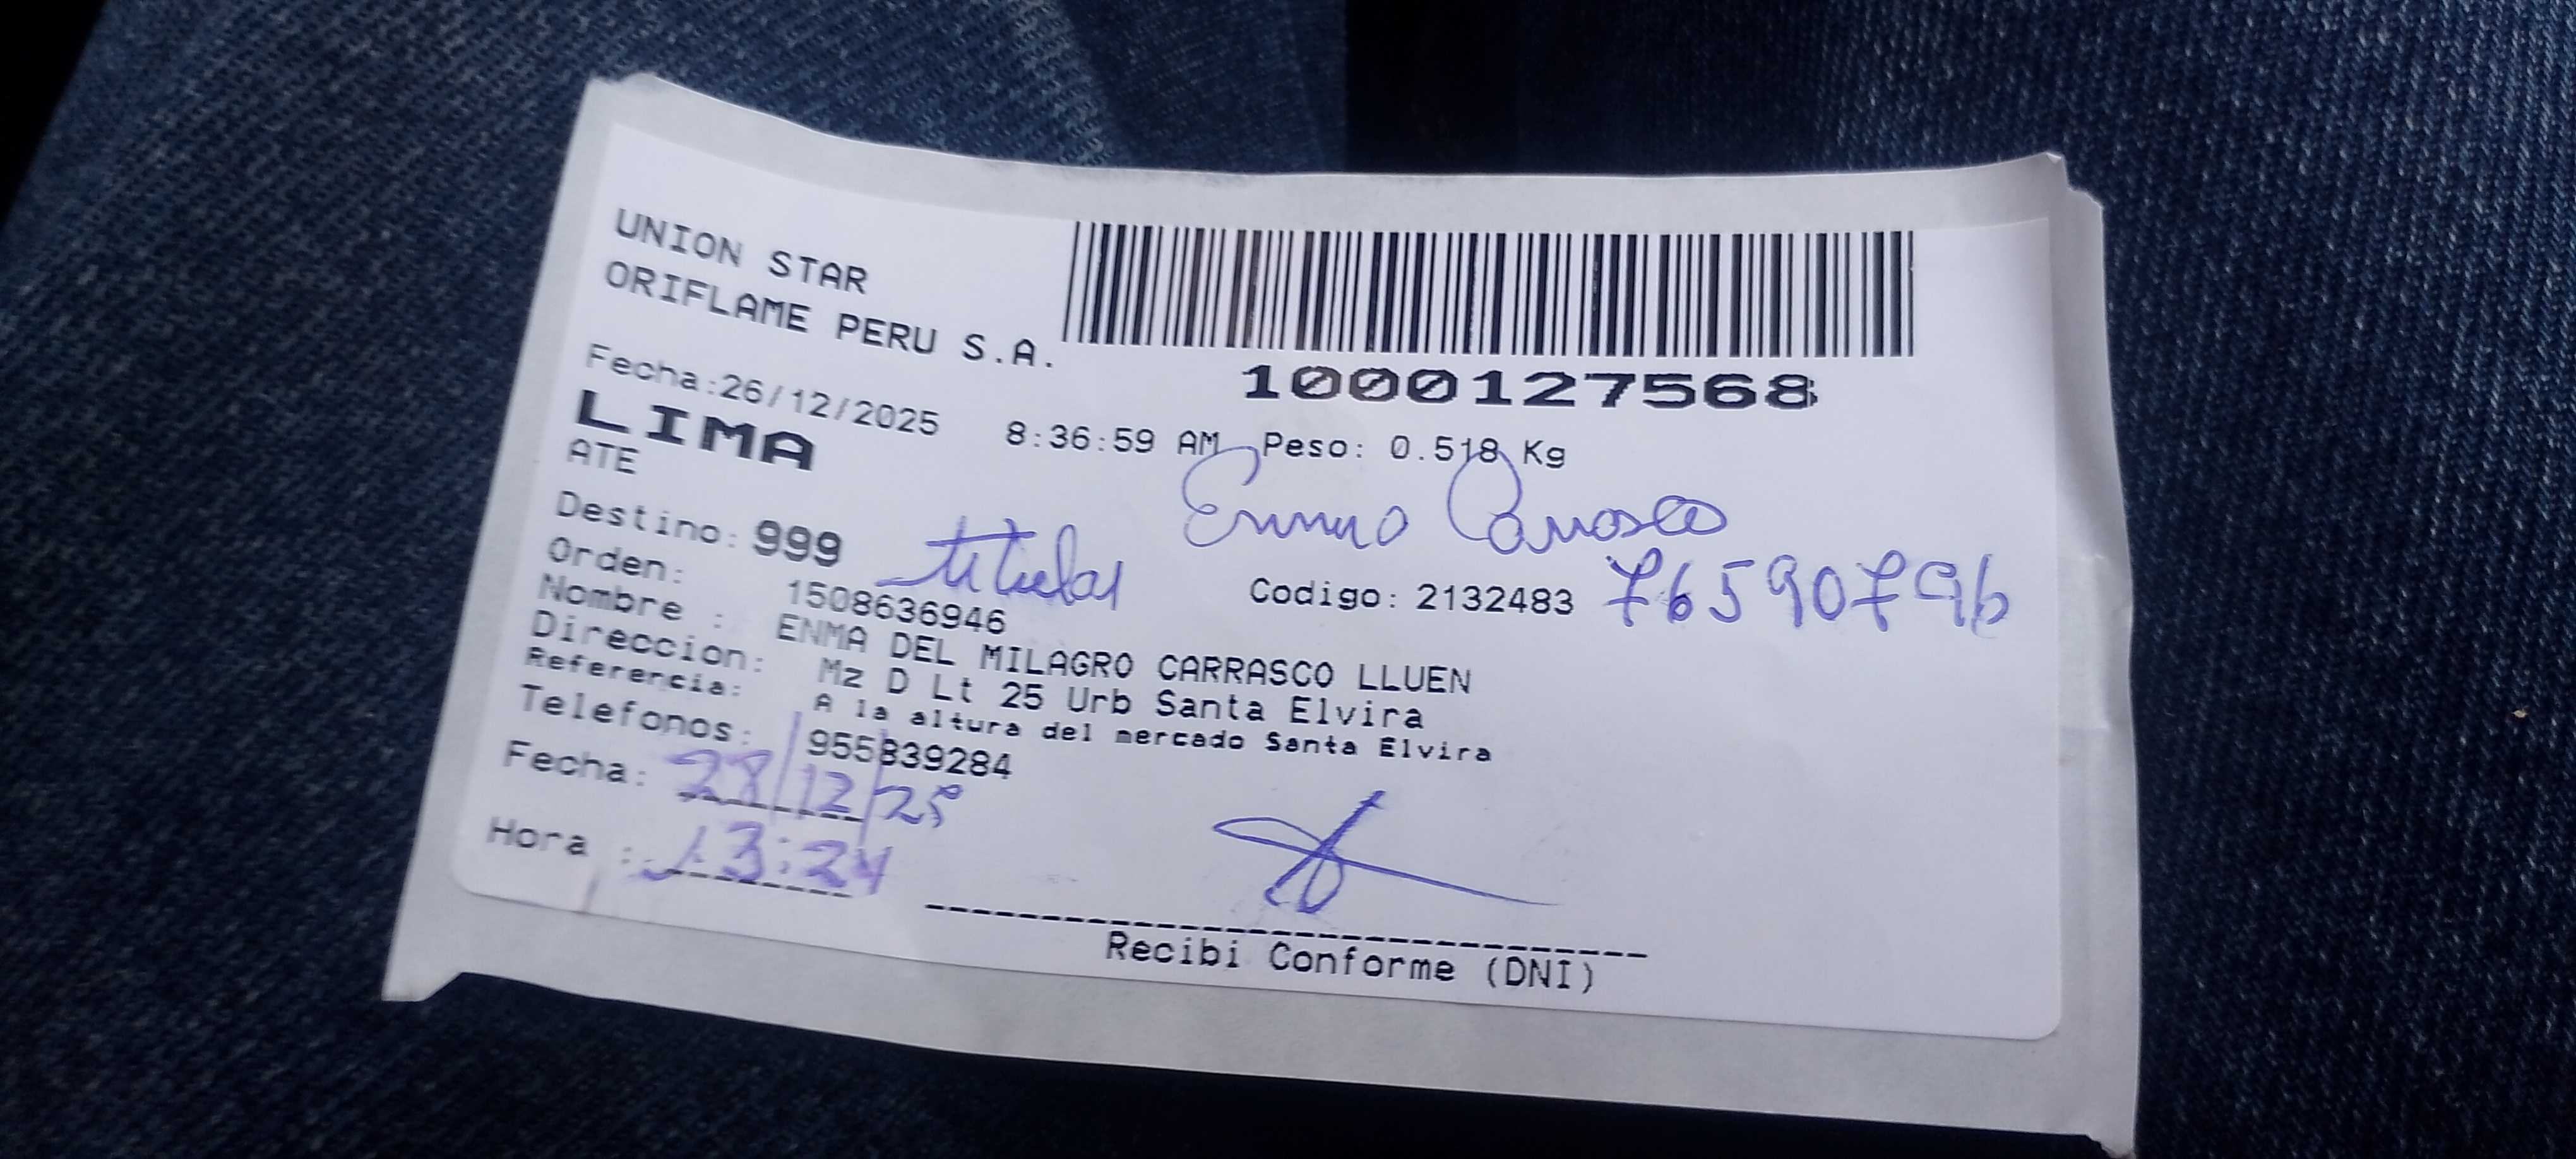 UNION STAR
ORIFLAME PERU S.A.
1000127568
Fecha:26/12/2025 8:36:59 AM Peso: 0.518 Kg
LIMA
ATE
Enma Carrasco
Destino: 999 titular
Orden: 1508636946 Codigo: 2132483 76590796
Nombre : ENMA DEL MILAGRO CARRASCO LLUEN
Direccion: Mz D Lt 25 Urb Santa Elvira
Referencia: A la altura del mercado Santa Elvira
Telefonos: 955839284
Fecha: 28/12/25
Hora : 13:24
Recibi Conforme (DNI)